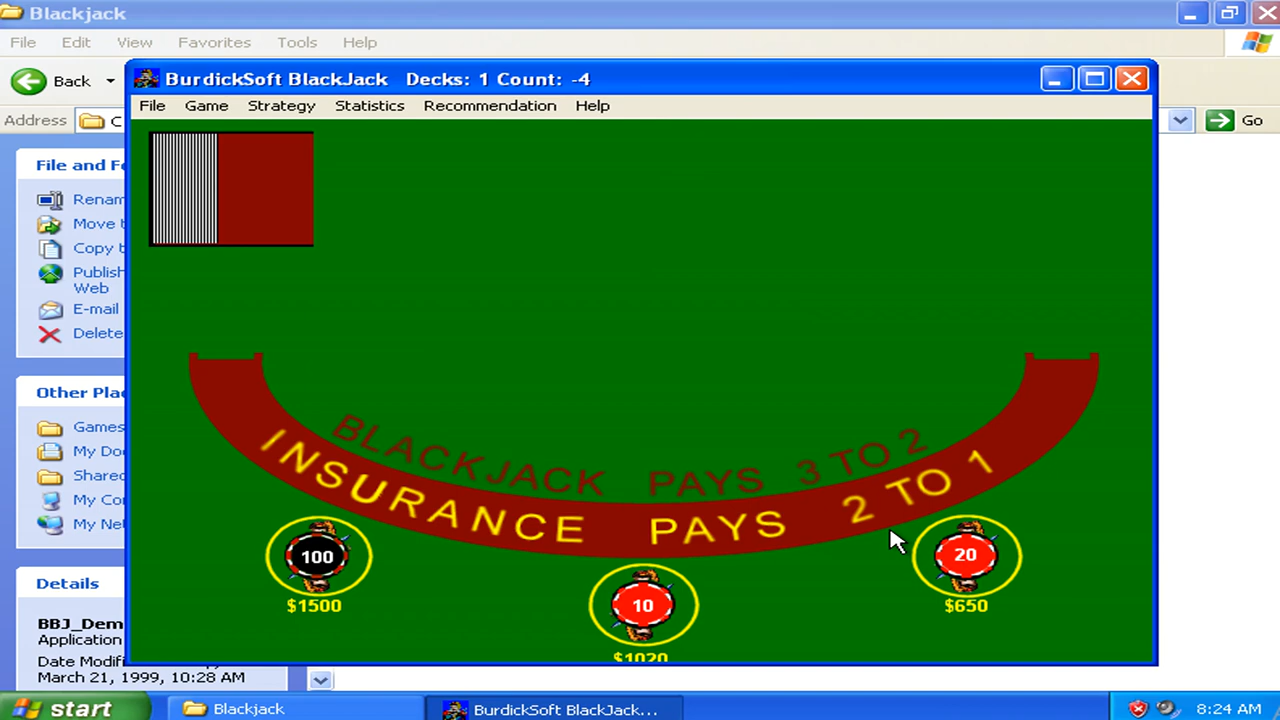 Blackjack
File Edit View Favorites Tools Help
Back
Address C Go
BurdickSoft BlackJack Decks: 1 Count: -4
File Game Strategy Statistics Recommendation Help
File and Fo
Renam
Move t
Copy t
Publish
Web
E-mail
Delete
Other Plac
Games
My Do
Shared
My Co
My Net
Details
BBJ_Dem
Application
Date Modifi
March 21, 1999, 10:28 AM
BLACKJACK PAYS 3 TO 2
INSURANCE PAYS 2 TO 1
100
$1500
10
$1020
20
$650
start
Blackjack
BurdickSoft BlackJack...
8:24 AM